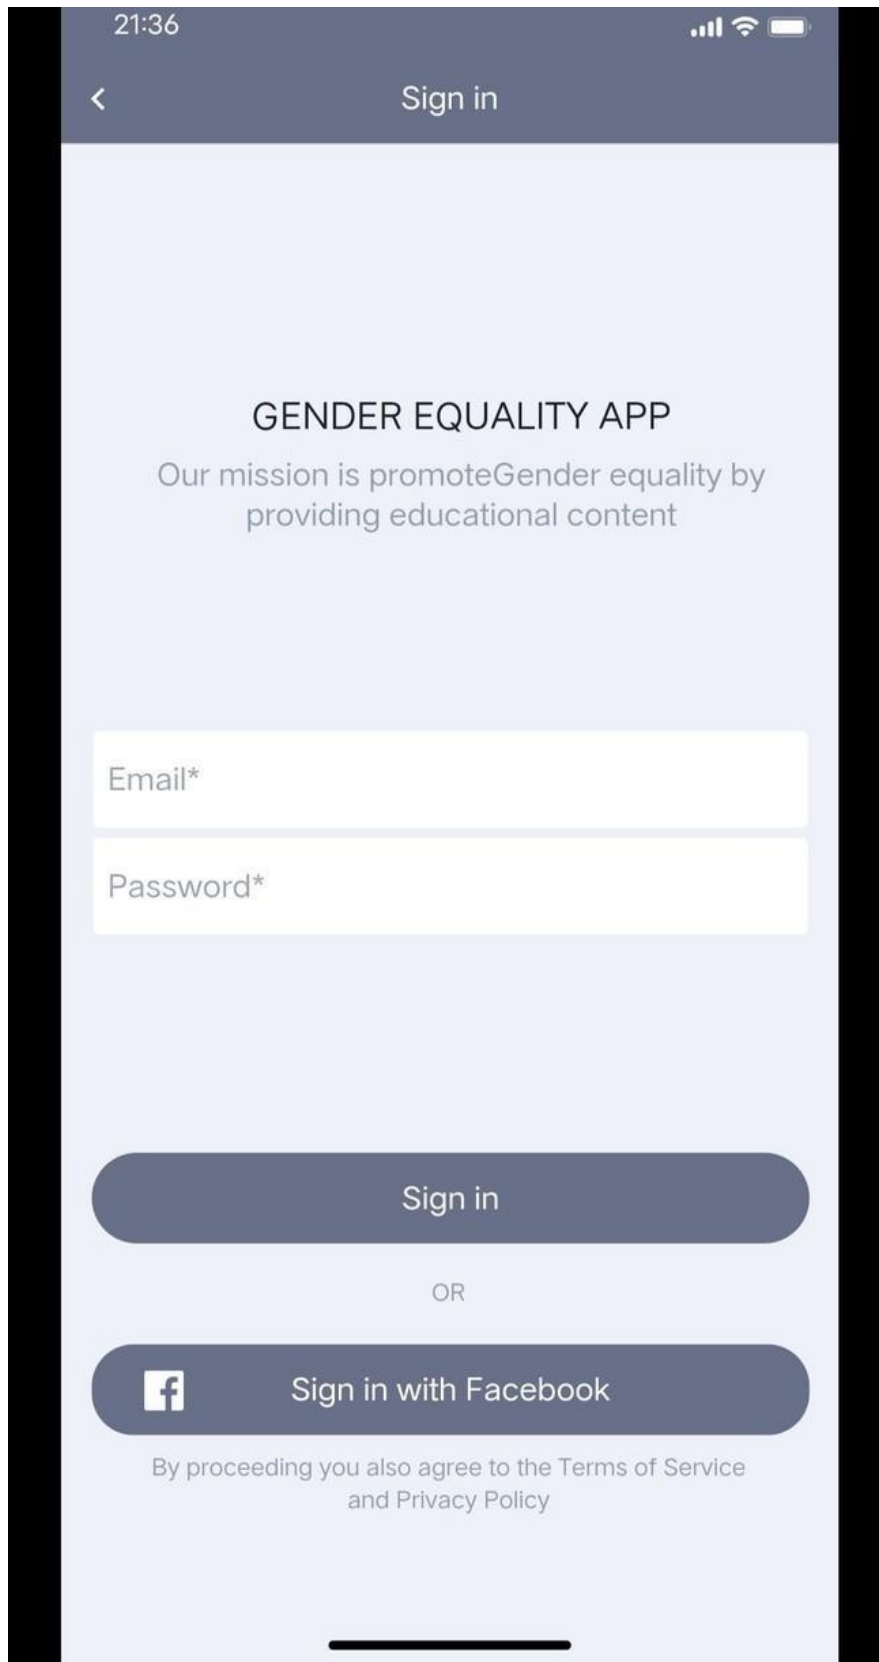 21:36
Sign in
GENDER EQUALITY APP
Our mission is promoteGender equality by
providing educational content
Email*
Password*
Sign in
OR
Sign in with Facebook
By proceeding you also agree to the Terms of Service
and Privacy Policy